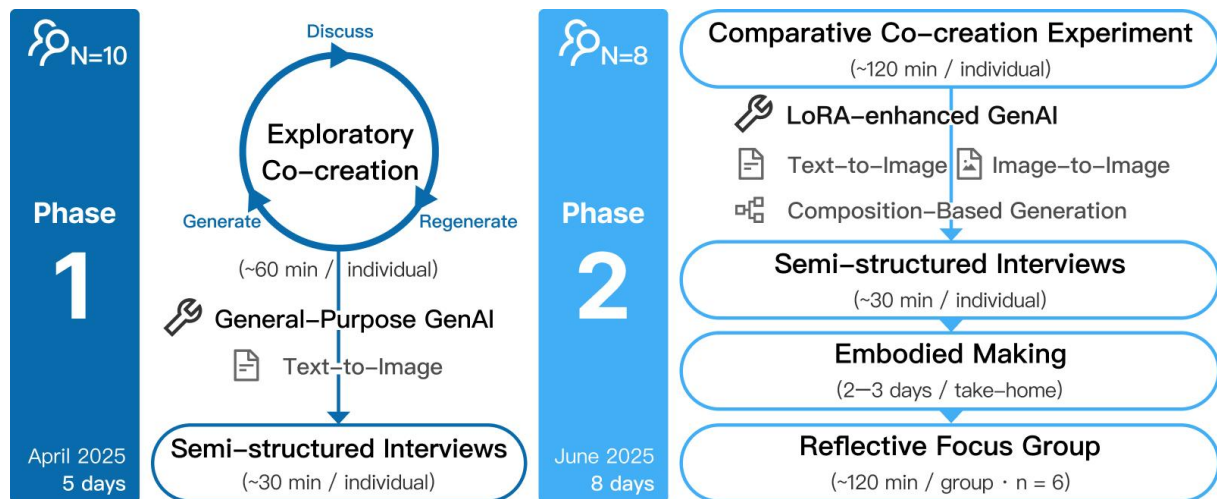 N=10
Phase
1
April 2025
5 days
Discuss
Exploratory
Co-creation
Generate
Regenerate
(~60 min / individual)
General-Purpose GenAI
Text-to-Image
Semi-structured Interviews
(~30 min / individual)
N=8
Phase
2
June 2025
8 days
Comparative Co-creation Experiment
(~120 min / individual)
LoRA-enhanced GenAI
Text-to-Image Image-to-Image
Composition-Based Generation
Semi-structured Interviews
(~30 min / individual)
Embodied Making
(2–3 days / take-home)
Reflective Focus Group
(~120 min / group · n = 6)